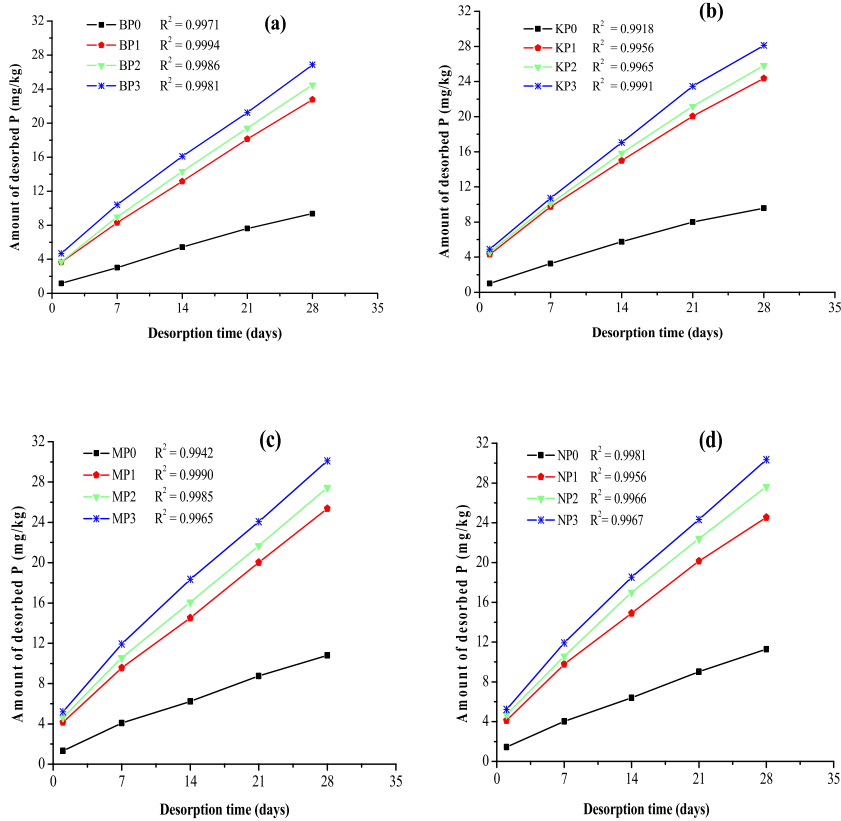 (a)
BP0 R² = 0.9971
BP1 R² = 0.9994
BP2 R² = 0.9986
BP3 R² = 0.9981
Amount of desorbed P (mg/kg)
32
28
24
20
16
12
8
4
0
0 7 14 21 28 35
Desorption time (days)
(b)
KP0 R² = 0.9918
KP1 R² = 0.9956
KP2 R² = 0.9965
KP3 R² = 0.9991
Amount of desorbed P (mg/kg)
32
28
24
20
16
12
8
4
0
0 7 14 21 28 35
Desorption time (days)
(c)
MP0 R² = 0.9942
MP1 R² = 0.9990
MP2 R² = 0.9985
MP3 R² = 0.9965
Amount of desorbed P (mg/kg)
32
28
24
20
16
12
8
4
0
0 7 14 21 28 35
Desorption time (days)
(d)
NP0 R² = 0.9981
NP1 R² = 0.9956
NP2 R² = 0.9966
NP3 R² = 0.9967
Amount of desorbed P (mg/kg)
32
28
24
20
16
12
8
4
0
0 7 14 21 28 35
Desorption time (days)